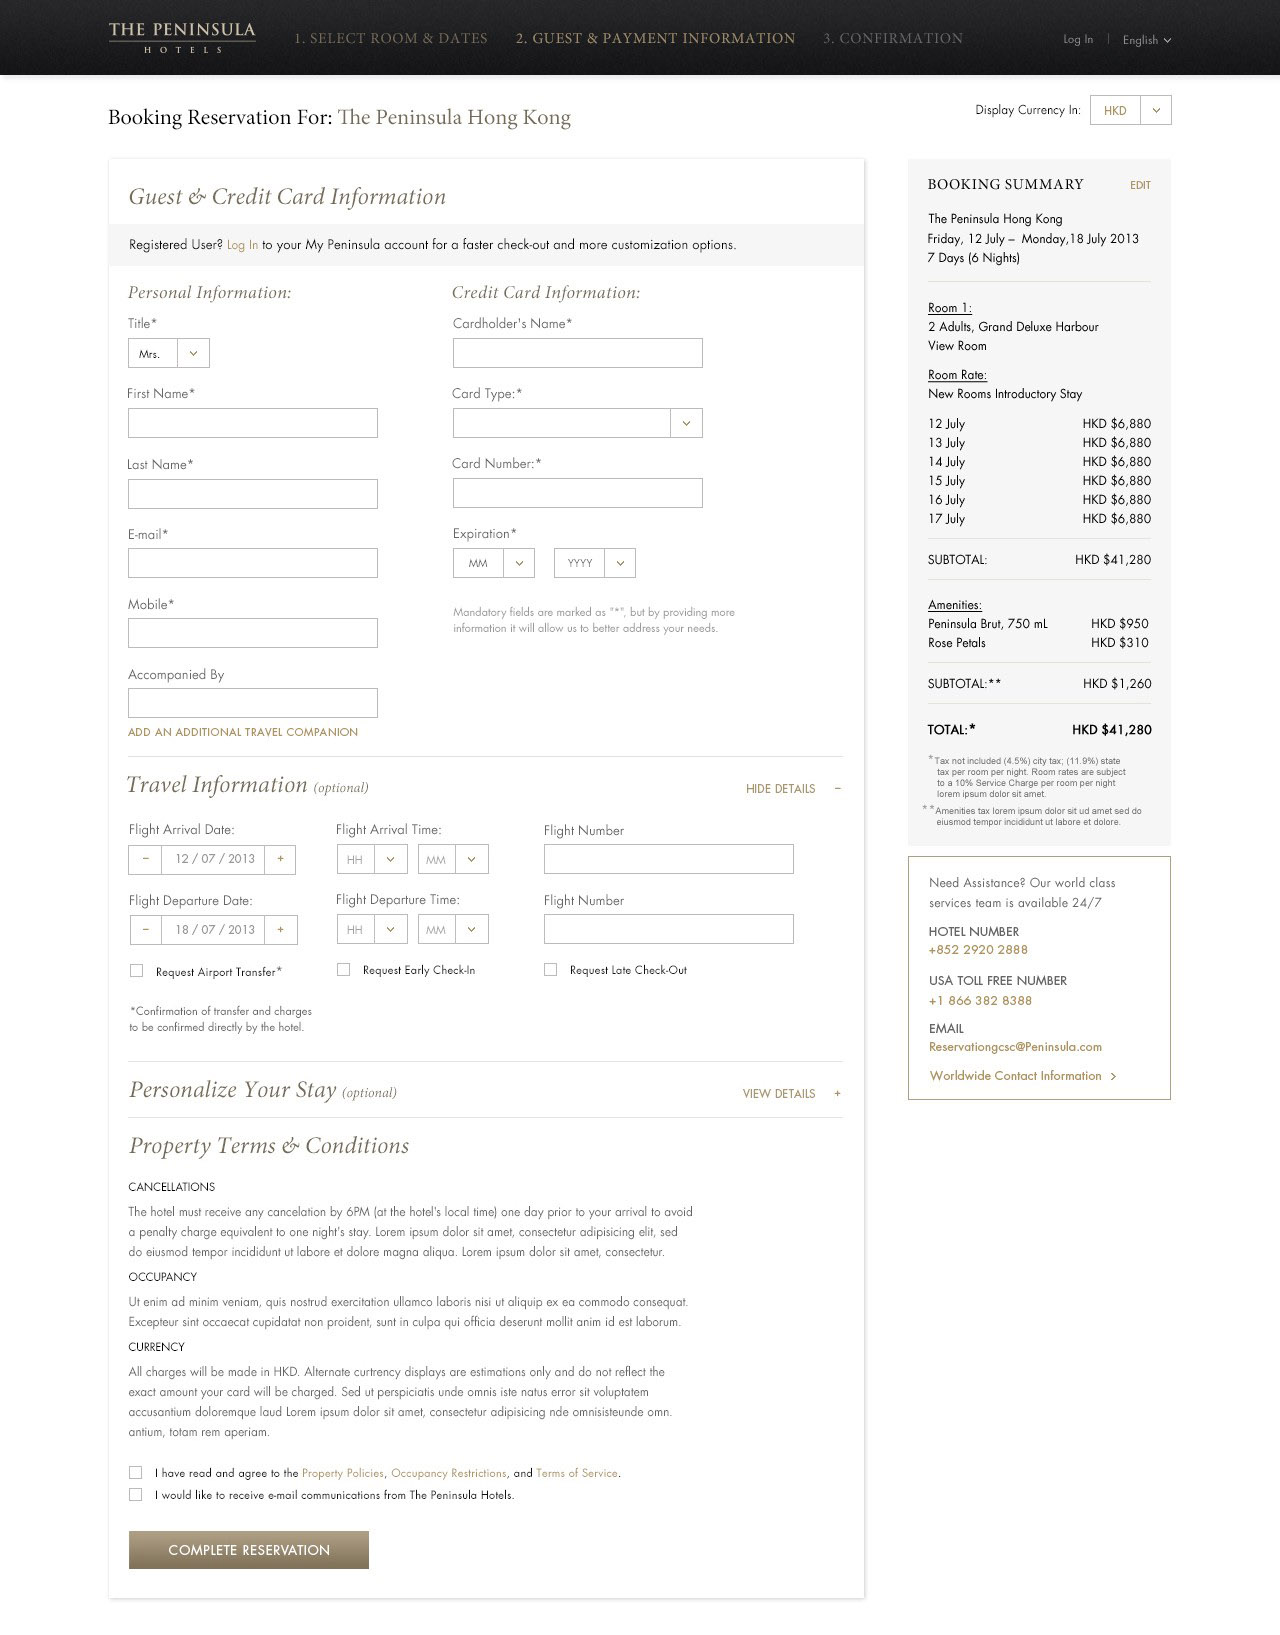 THE PENINSULA
HOTELS
1. SELECT ROOM & DATES
2. GUEST & PAYMENT INFORMATION
3. CONFIRMATION
Log In | English
Booking Reservation For: The Peninsula Hong Kong
Display Currency In: HKD
Guest & Credit Card Information
Registered User? Log In to your My Peninsula account for a faster check-out and more customization options.
Personal Information:
Title*
Mrs.
First Name*
Last Name*
E-mail*
Mobile*
Accompanied By
ADD AN ADDITIONAL TRAVEL COMPANION
Credit Card Information:
Cardholder's Name*
Card Type:*
Card Number:*
Expiration*
MM YYYY
Mandatory fields are marked as "*", but by providing more
information it will allow us to better address your needs.
Travel Information (optional)
HIDE DETAILS −
Flight Arrival Date: Flight Arrival Time: Flight Number
− 12 / 07 / 2013 + HH MM
Flight Departure Date: Flight Departure Time: Flight Number
− 18 / 07 / 2013 + HH MM
Request Airport Transfer* Request Early Check-In Request Late Check-Out
*Confirmation of transfer and charges
to be confirmed directly by the hotel.
Personalize Your Stay (optional)
VIEW DETAILS +
Property Terms & Conditions
CANCELLATIONS
The hotel must receive any cancelation by 6PM (at the hotel's local time) one day prior to your arrival to avoid
a penalty charge equivalent to one night's stay. Lorem ipsum dolor sit amet, consectetur adipisicing elit, sed
do eiusmod tempor incididunt ut labore et dolore magna aliqua. Lorem ipsum dolor sit amet, consectetur.
OCCUPANCY
Ut enim ad minim veniam, quis nostrud exercitation ullamco laboris nisi ut aliquip ex ea commodo consequat.
Excepteur sint occaecat cupidatat non proident, sunt in culpa qui officia deserunt mollit anim id est laborum.
CURRENCY
All charges will be made in HKD. Alternate curtrency displays are estimations only and do not reflect the
exact amount your card will be charged. Sed ut perspiciatis unde omnis iste natus error sit voluptatem
accusantium doloremque laud Lorem ipsum dolor sit amet, consectetur adipisicing nde omnisisteunde omn.
antium, totam rem aperiam.
I have read and agree to the Property Policies, Occupancy Restrictions, and Terms of Service.
I would like to receive e-mail communications from The Peninsula Hotels.
COMPLETE RESERVATION
BOOKING SUMMARY EDIT
The Peninsula Hong Kong
Friday, 12 July – Monday,18 July 2013
7 Days (6 Nights)
Room 1:
2 Adults, Grand Deluxe Harbour
View Room
Room Rate:
New Rooms Introductory Stay
12 July HKD $6,880
13 July HKD $6,880
14 July HKD $6,880
15 July HKD $6,880
16 July HKD $6,880
17 July HKD $6,880
SUBTOTAL: HKD $41,280
Amenities:
Peninsula Brut, 750 mL HKD $950
Rose Petals HKD $310
SUBTOTAL:** HKD $1,260
TOTAL:* HKD $41,280
*Tax not included (4.5%) city tax; (11.9%) state
tax per room per night. Room rates are subject
to a 10% Service Charge per room per night
lorem ipsum dolor sit amet.
**Amenities tax lorem ipsum dolor sit ud amet sed do
eiusmod tempor incididunt ut labore et dolore.
Need Assistance? Our world class
services team is available 24/7
HOTEL NUMBER
+852 2920 2888
USA TOLL FREE NUMBER
+1 866 382 8388
EMAIL
Reservationgcsc@Peninsula.com
Worldwide Contact Information >